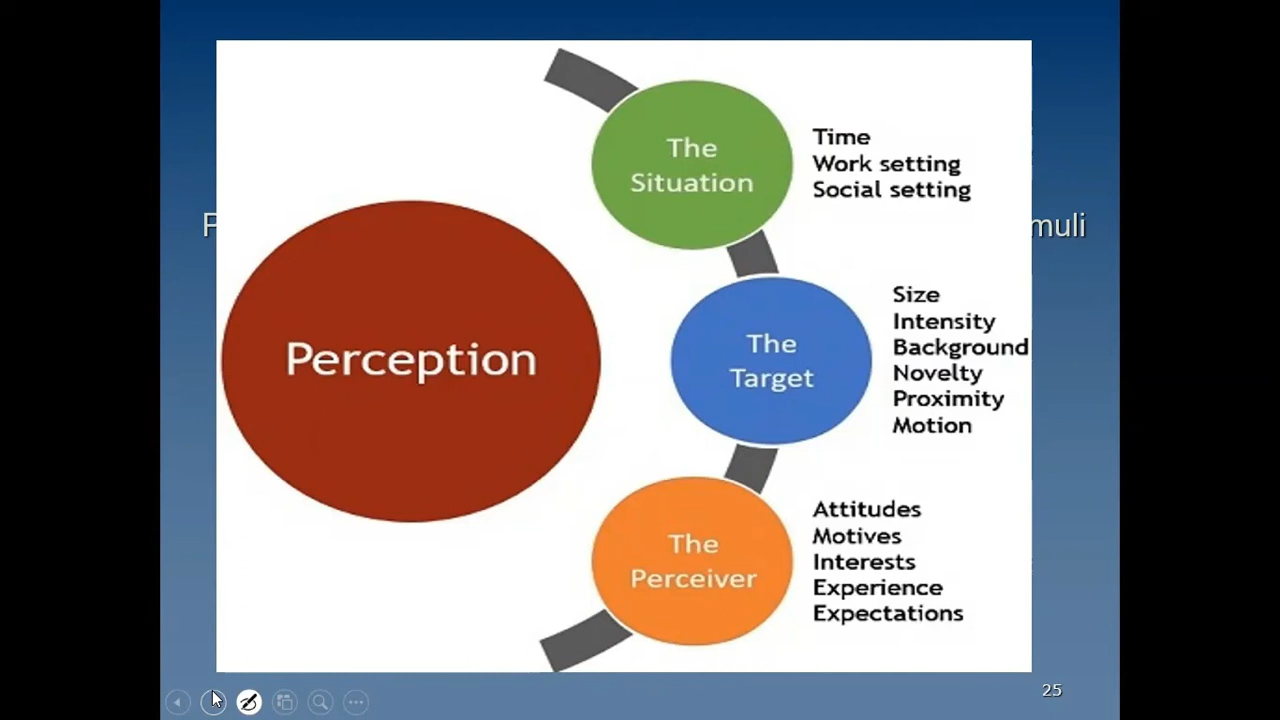 The
Situation
Time
Work setting
Social setting
Perception
The
Target
Size
Intensity
Background
Novelty
Proximity
Motion
The
Perceiver
Attitudes
Motives
Interests
Experience
Expectations
25